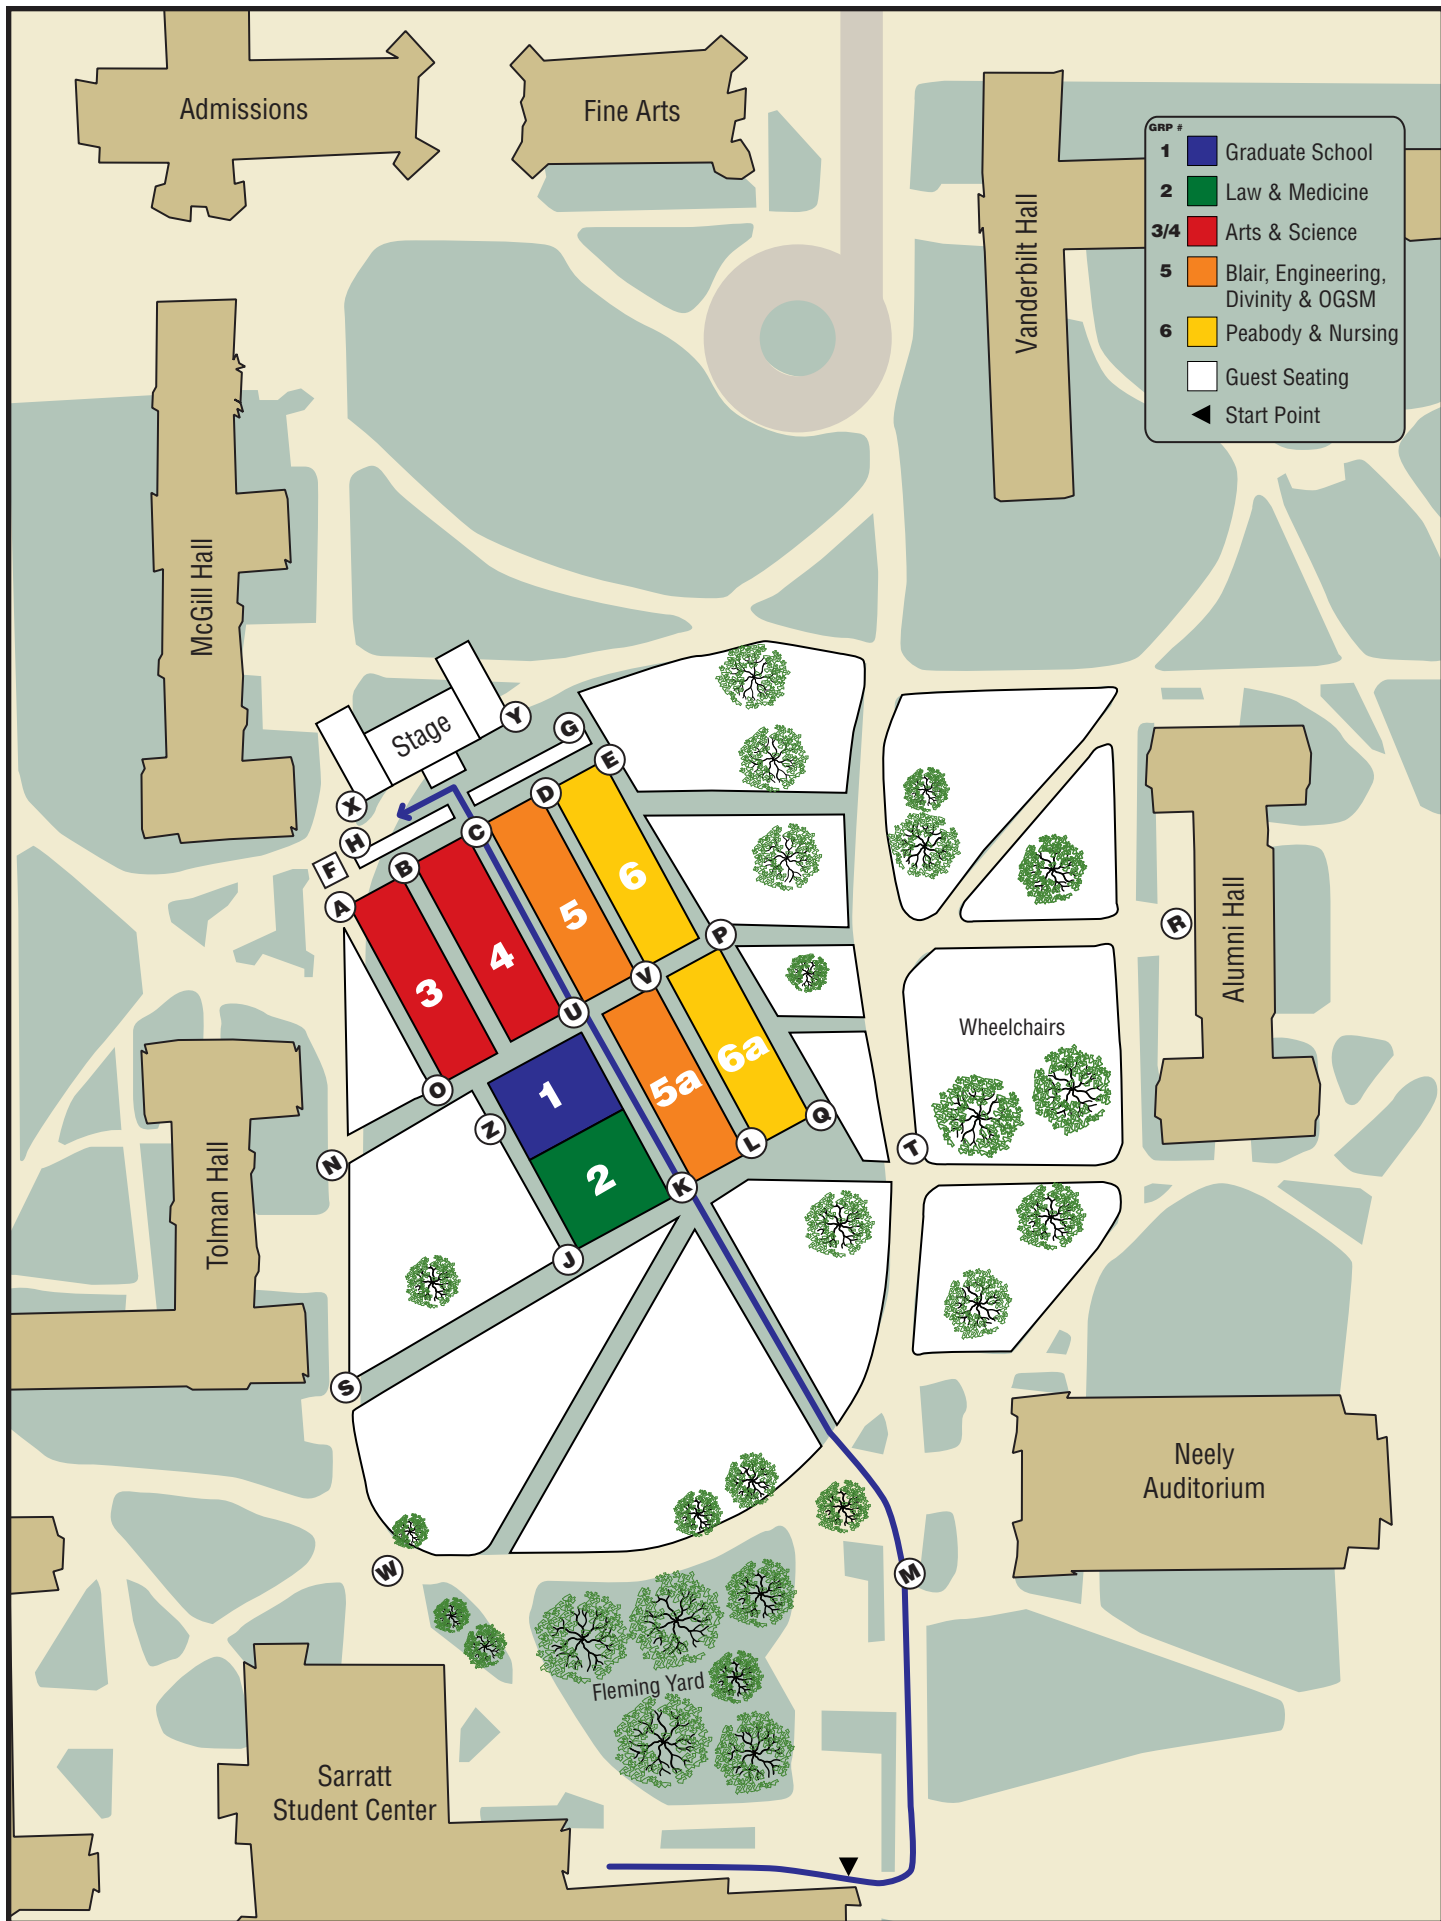 Admissions
Fine Arts
Vanderbilt Hall
GRP #
1 Graduate School
2 Law & Medicine
3/4 Arts & Science
5 Blair, Engineering,
Divinity & OGSM
6 Peabody & Nursing
Guest Seating
Start Point
McGill Hall
Stage
Y
G
E
X
D
H
C
F
B
A
6
5
4
3
P
R
Alumni Hall
V
U
Wheelchairs
6a
5a
1
O
Z
Q
L
T
N
Tolman Hall
2
K
J
S
Neely
Auditorium
W
M
Fleming Yard
Sarratt
Student Center